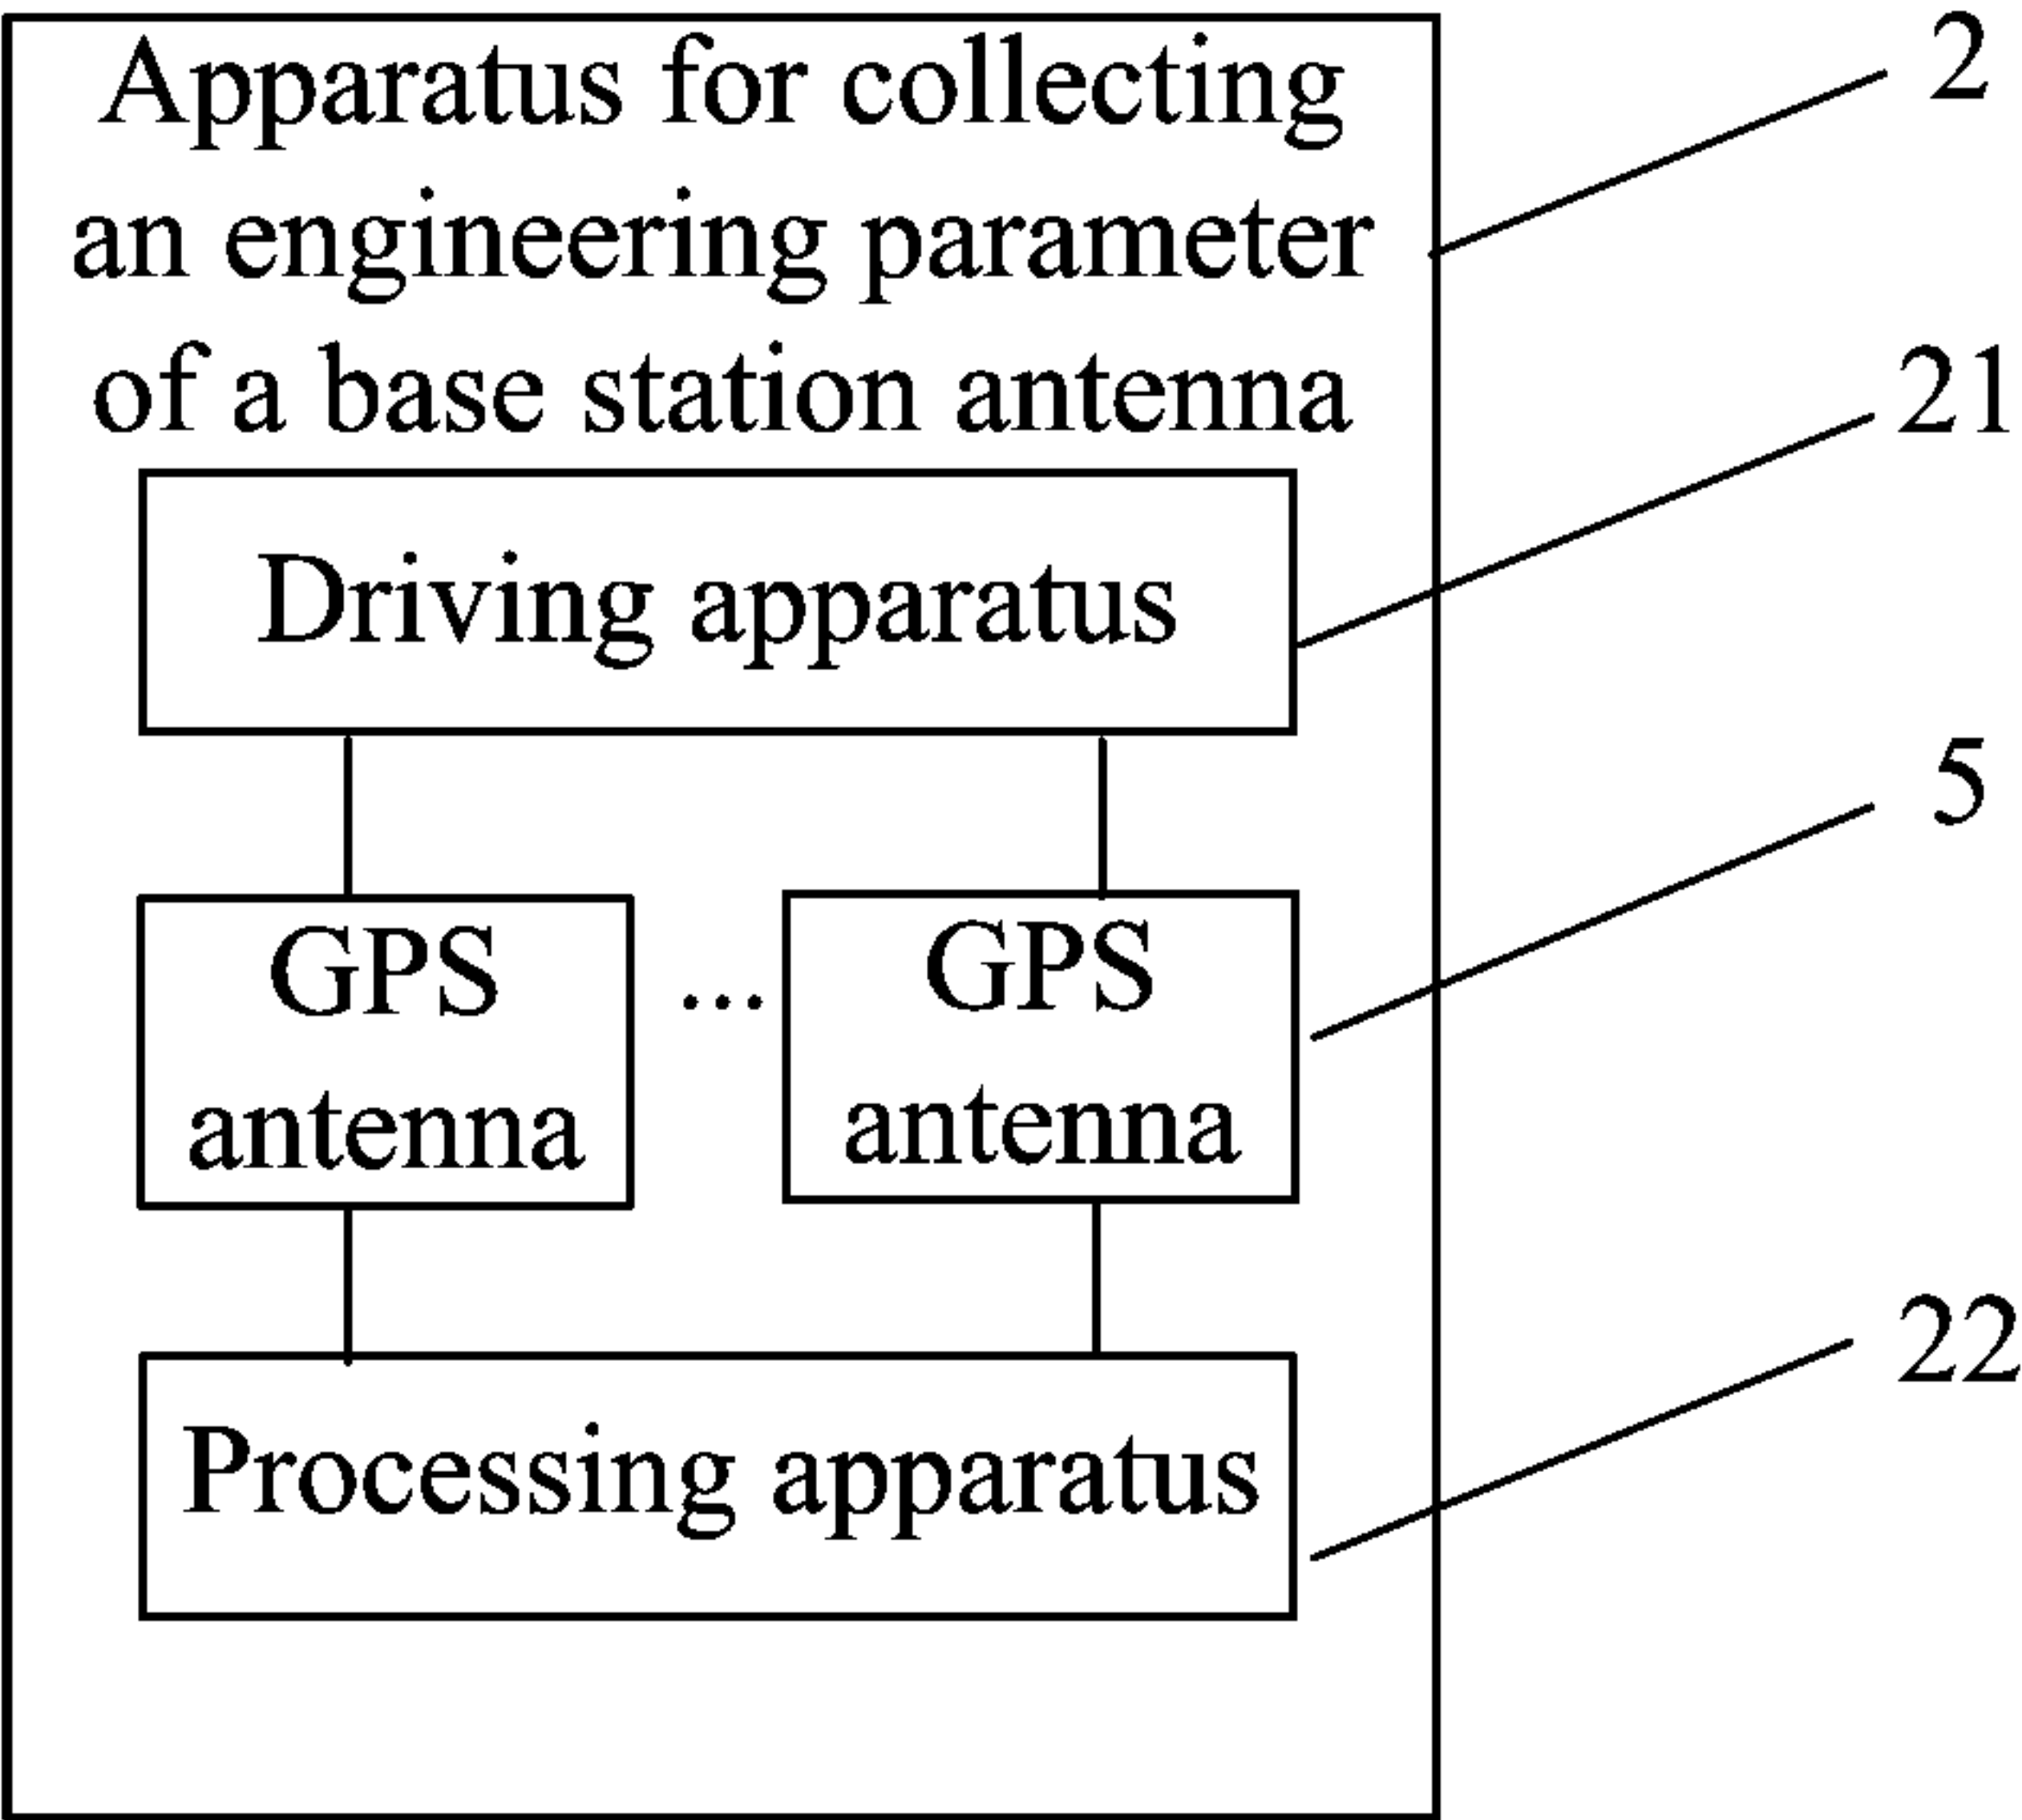 Apparatus for collecting
an engineering parameter
of a base station antenna
2
21
Driving apparatus
5
GPS
antenna
...
GPS
antenna
22
Processing apparatus